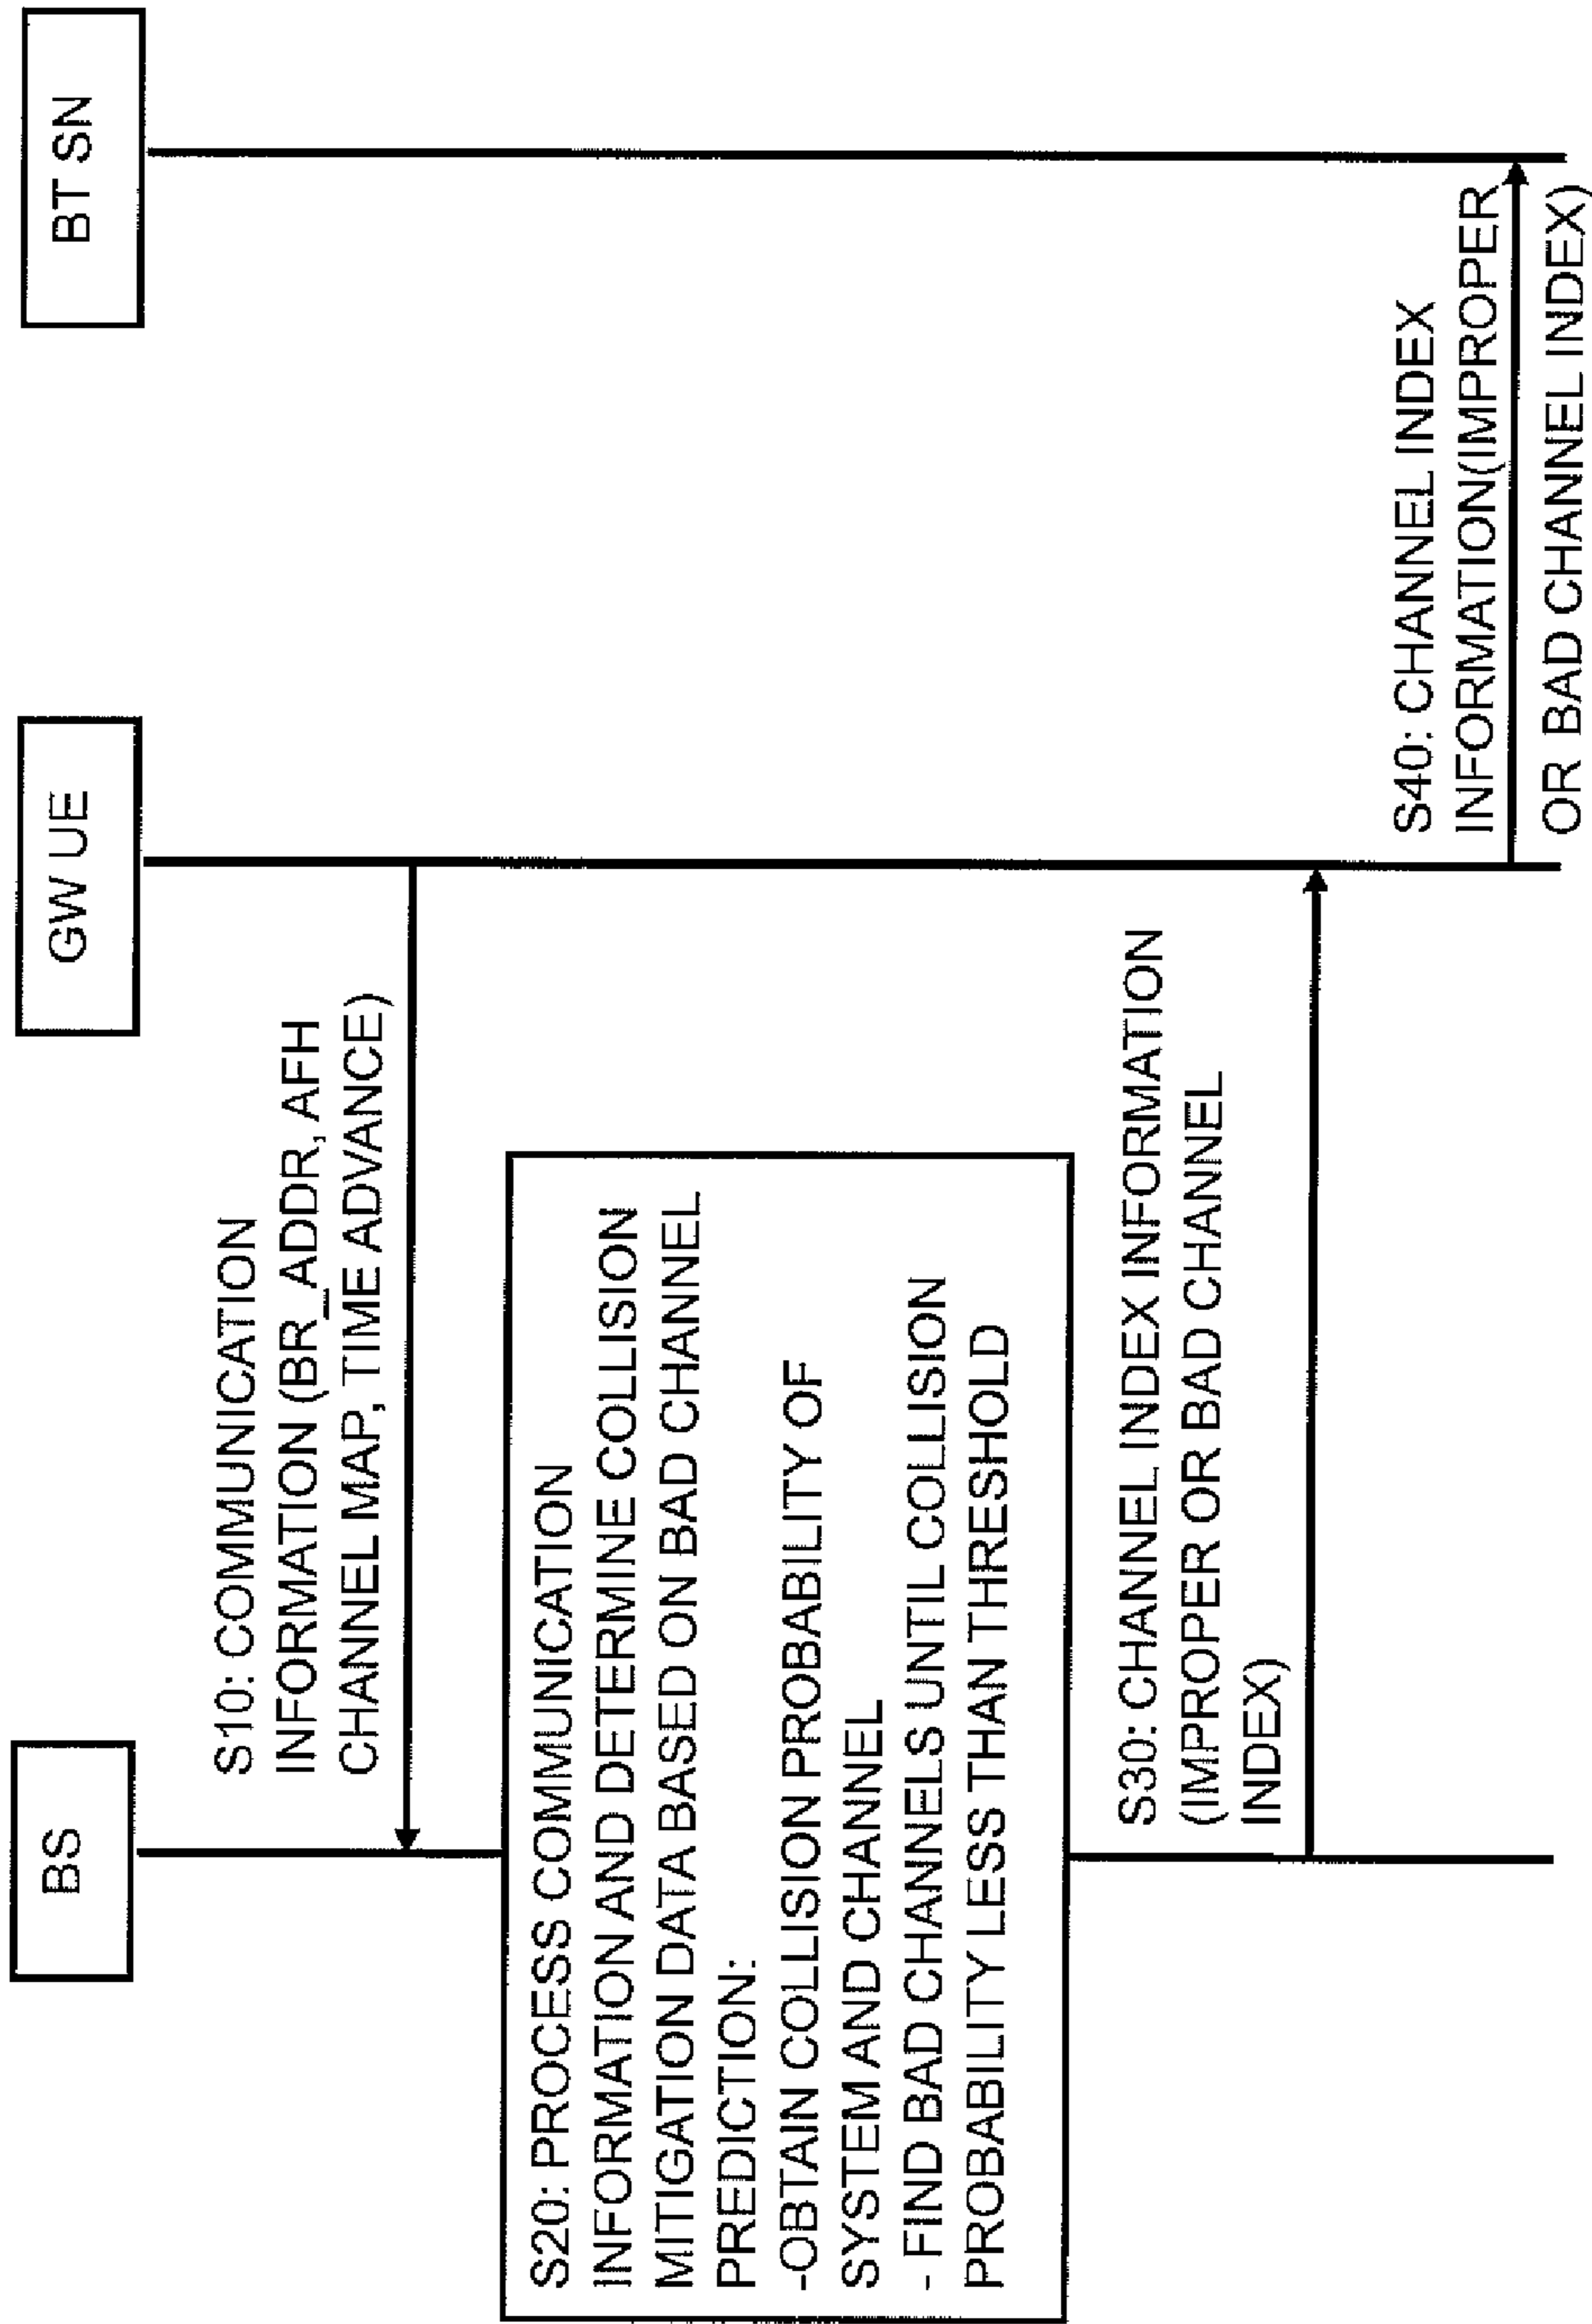 BS
GW UE
BT SN
S10: COMMUNICATION
INFORMATION (BR_ADDR, AFH
CHANNEL MAP, TIME ADVANCE)
S20: PROCESS COMMUNICATION
INFORMATION AND DETERMINE COLLISION
MITIGATION DATA BASED ON BAD CHANNEL
PREDICTION:
-OBTAIN COLLISION PROBABILITY OF
SYSTEM AND CHANNEL
- FIND BAD CHANNELS UNTIL COLLISION
PROBABILITY LESS THAN THRESHOLD
S30: CHANNEL INDEX INFORMATION
(IMPROPER OR BAD CHANNEL
INDEX)
S40: CHANNEL INDEX
INFORMATION(IMPROPER
OR BAD CHANNEL INDEX)